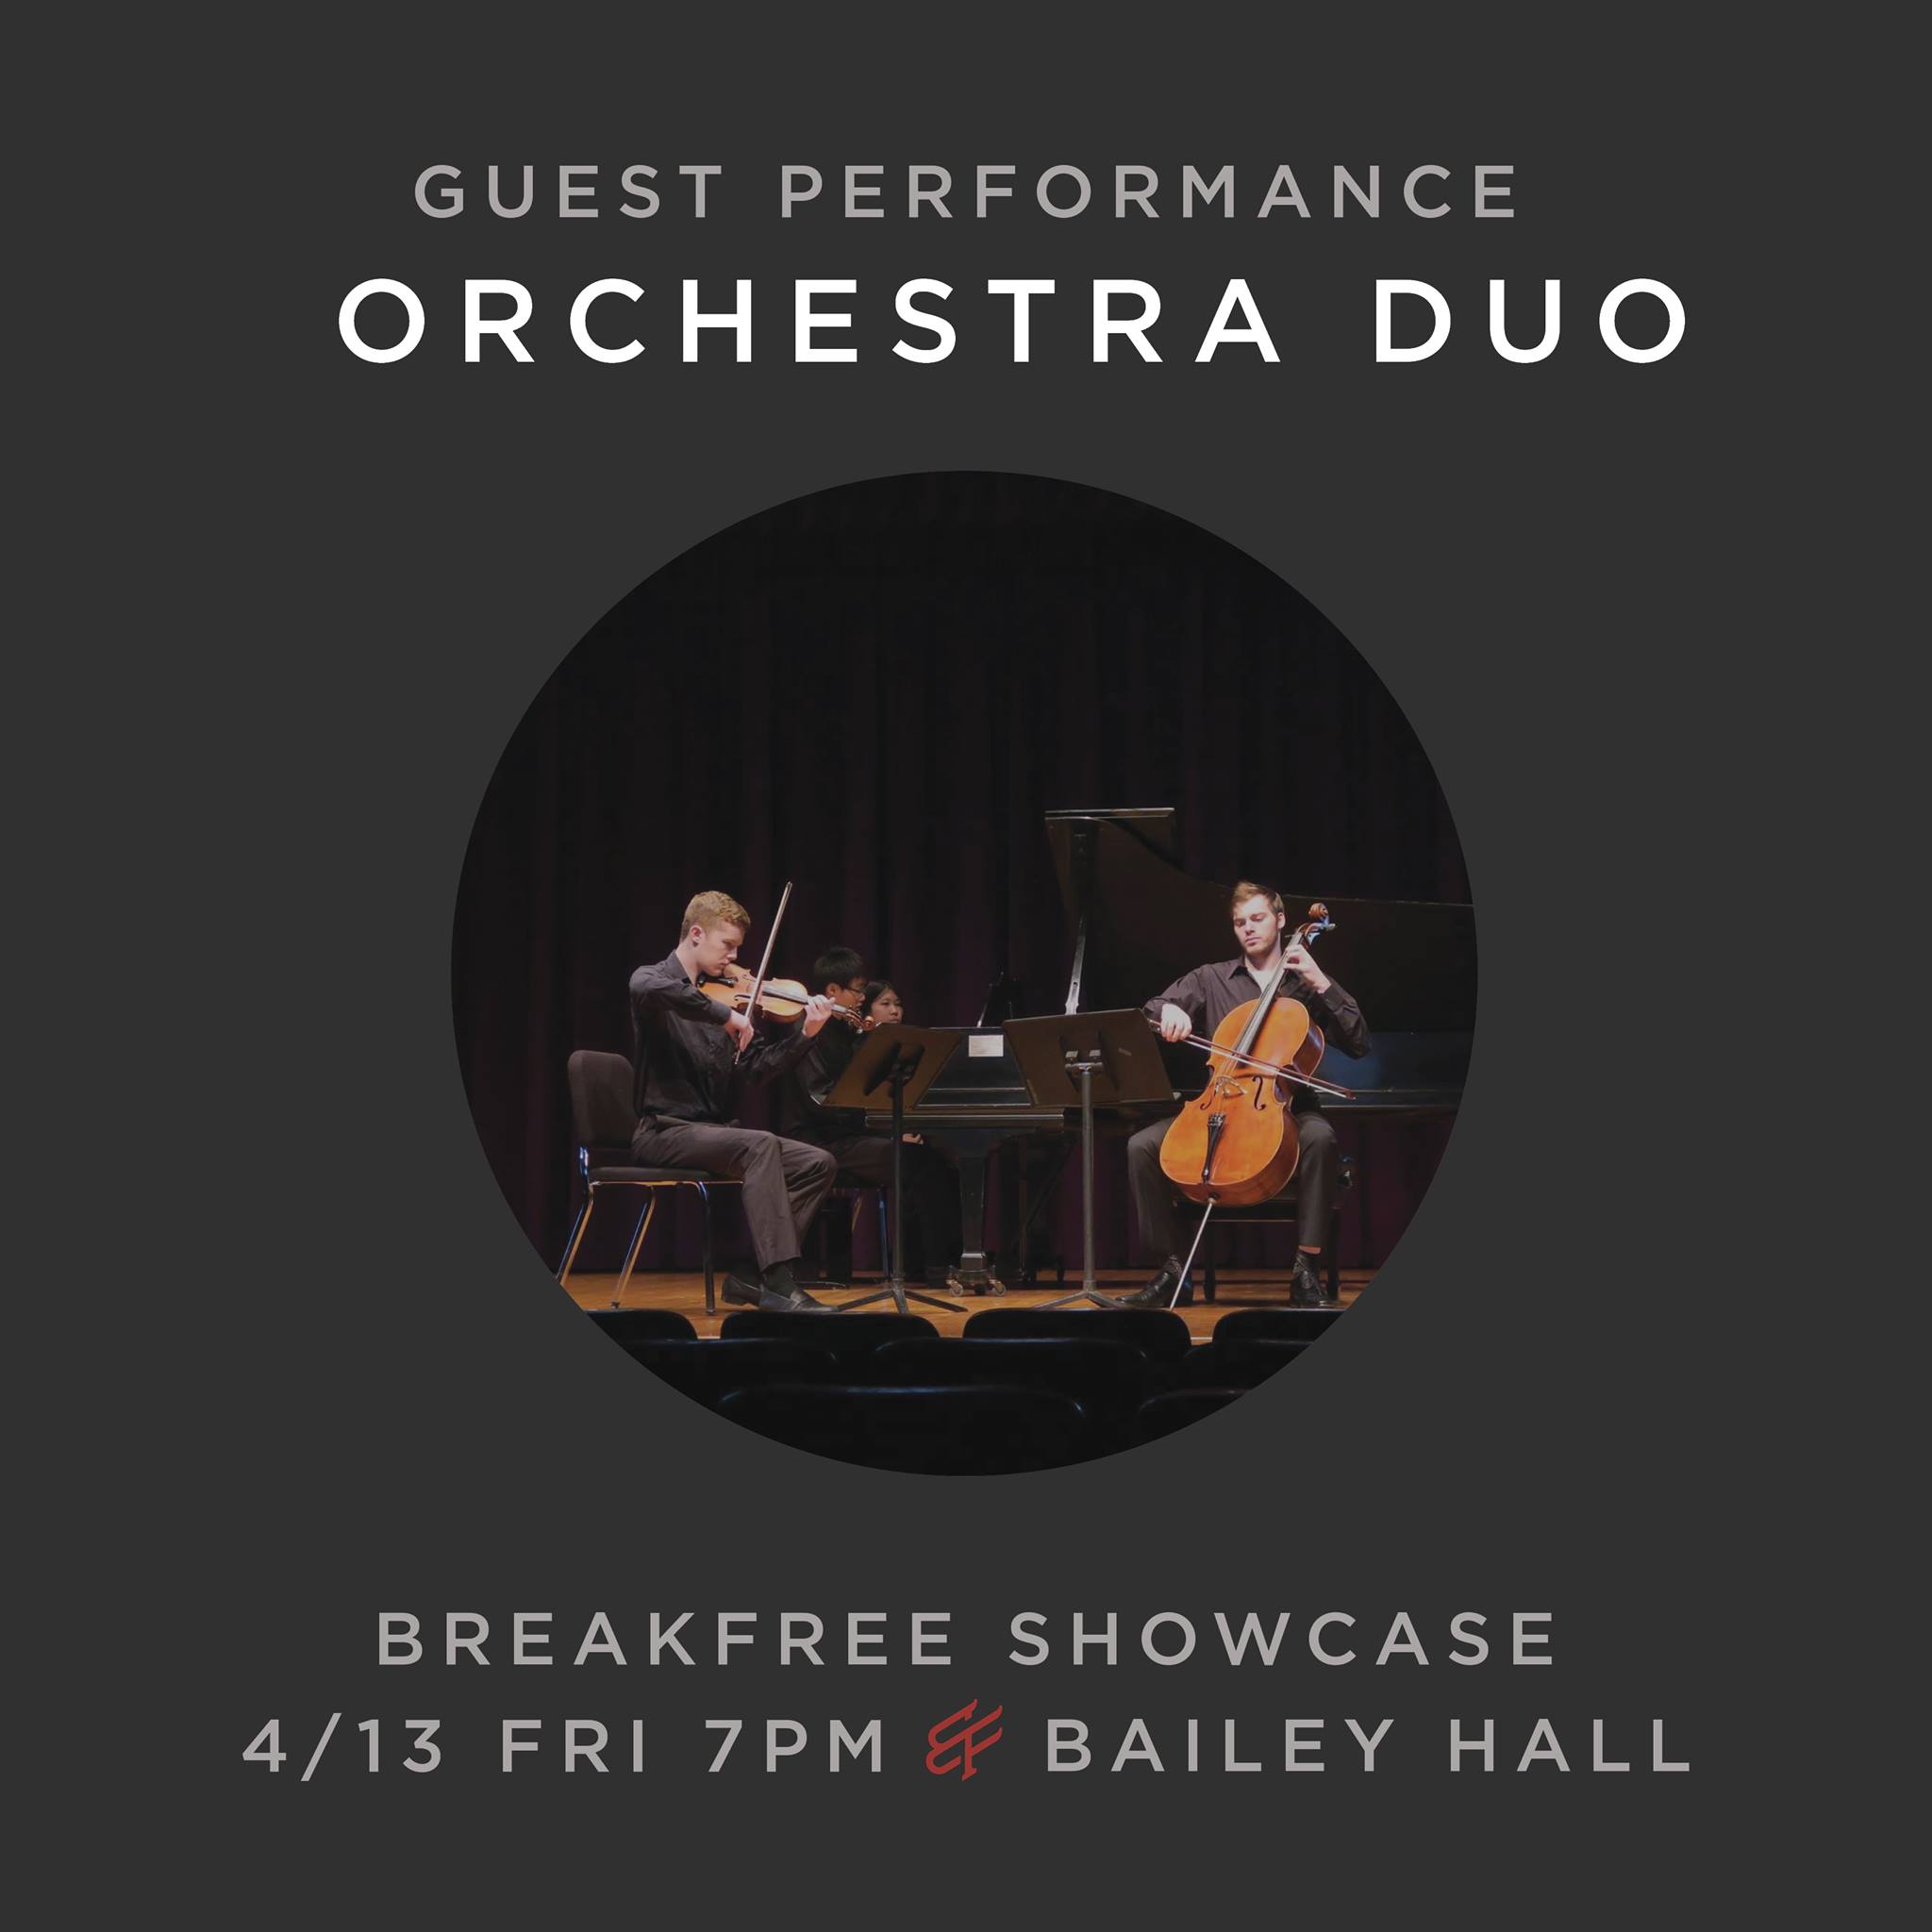 GUEST PERFORMANCE
ORCHESTRA DUO
BREAKFREE SHOWCASE
4/13 FRI 7PM BAILEY HALL